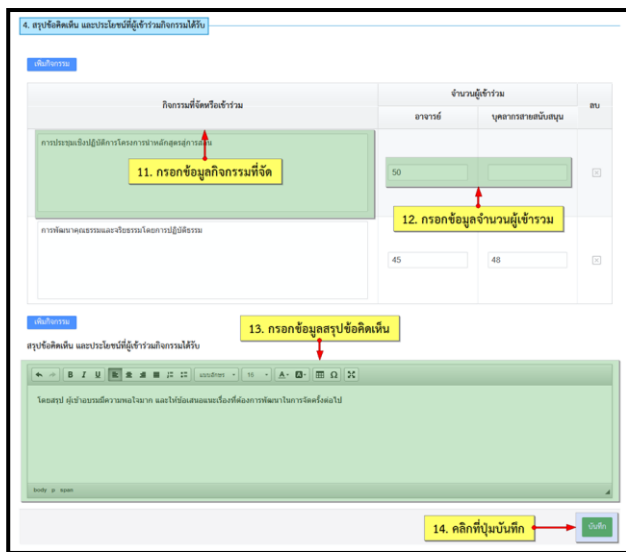 4. สรุปข้อคิดเห็น และประโยชน์ที่ผู้เข้าร่วมกิจกรรมได้รับ
เพิ่มกิจกรรม
กิจกรรมที่จัดหรือเข้าร่วม
จำนวนผู้เข้าร่วม
ลบ
อาจารย์
บุคลากรสายสนับสนุน
การประชุมเชิงปฏิบัติการโครงการนำหลักสูตรสู่การสอน
11. กรอกข้อมูลกิจกรรมที่จัด
50
12. กรอกข้อมูลจำนวนผู้เข้ารวม
การพัฒนาคุณธรรมและจริยธรรมโดยการปฏิบัติธรรม
45
48
เพิ่มกิจกรรม
13. กรอกข้อมูลสรุปข้อคิดเห็น
สรุปข้อคิดเห็น และประโยชน์ที่ผู้เข้าร่วมกิจกรรมได้รับ
B I U
16
A A Ω
โดยสรุป ผู้เข้าอบรมมีความพอใจมาก และให้ข้อเสนอแนะเรื่องที่ต้องการพัฒนาในการจัดครั้งต่อไป
body p span
14. คลิกที่ปุ่มบันทึก
บันทึก